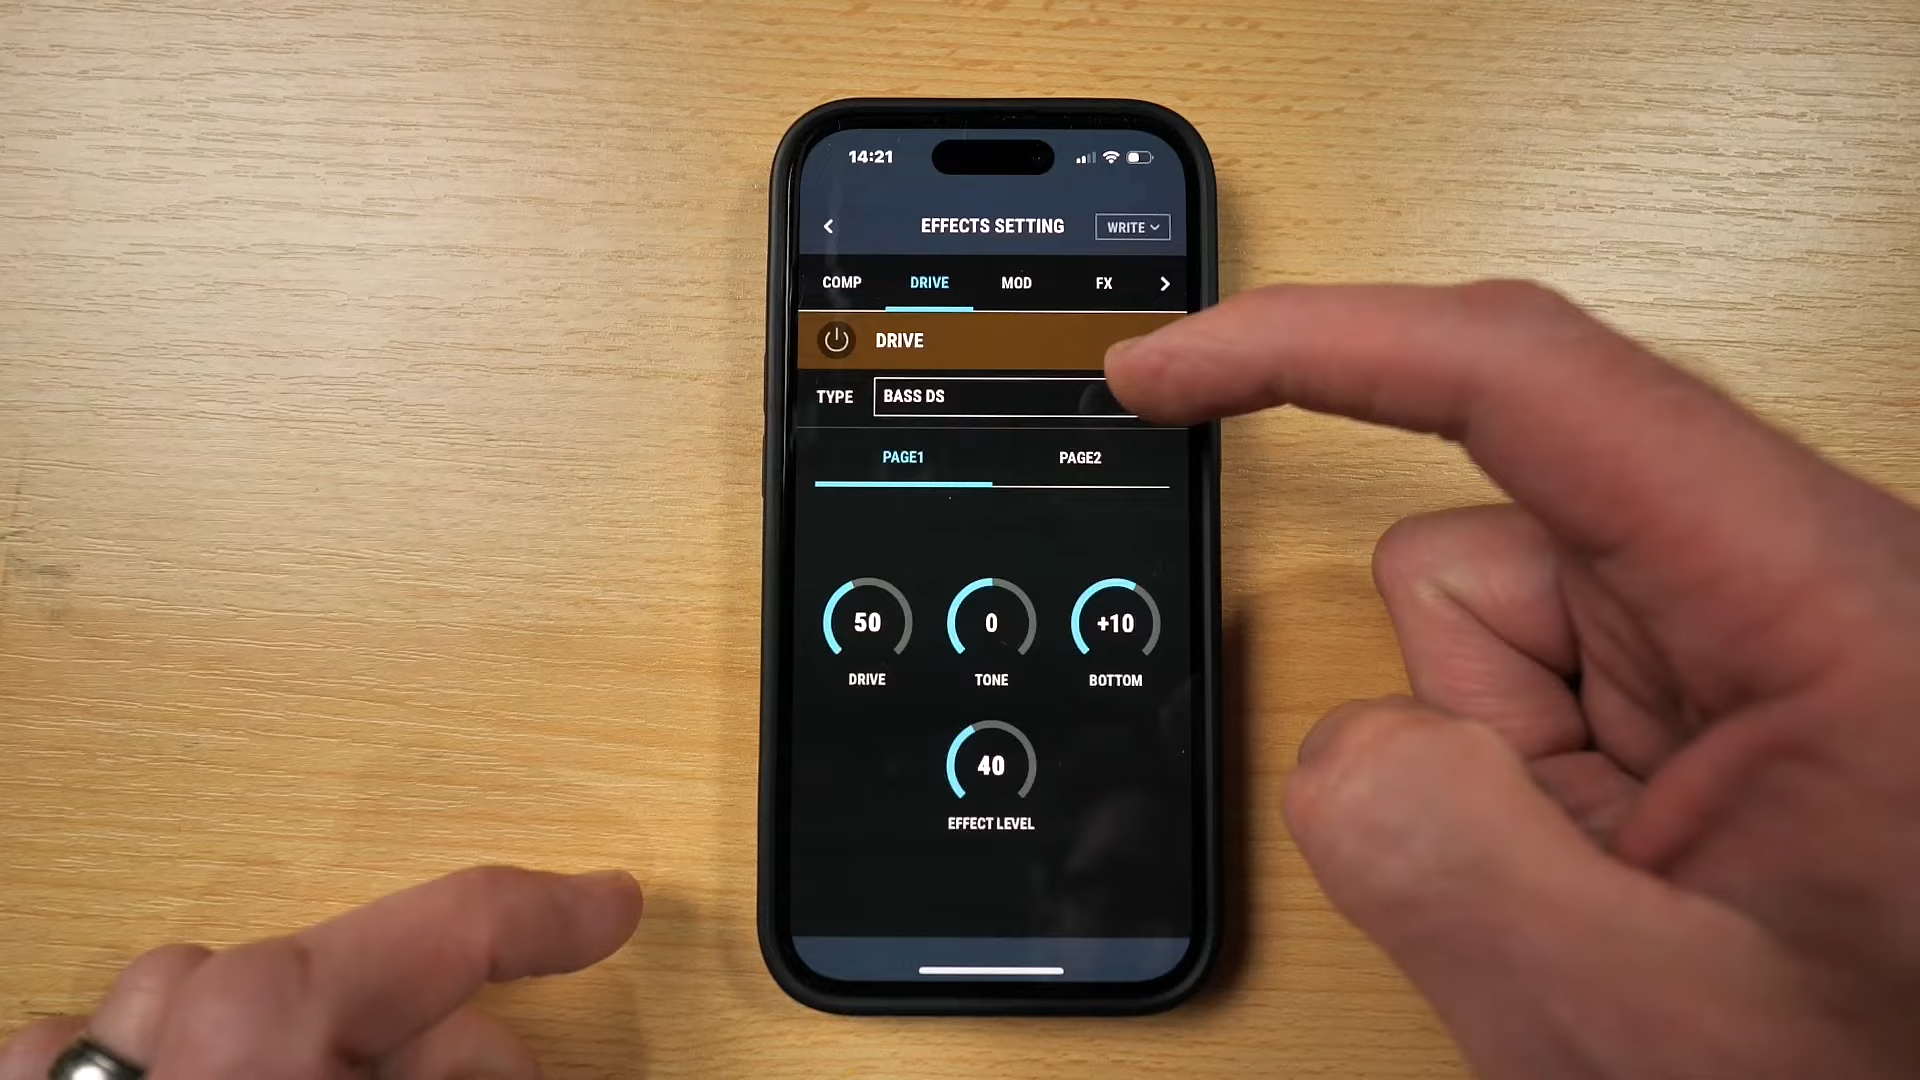 14:21
EFFECTS SETTING
WRITE
COMP DRIVE MOD FX
DRIVE
TYPE BASS DS
PAGE1 PAGE2
50 0 +10
DRIVE TONE BOTTOM
40
EFFECT LEVEL